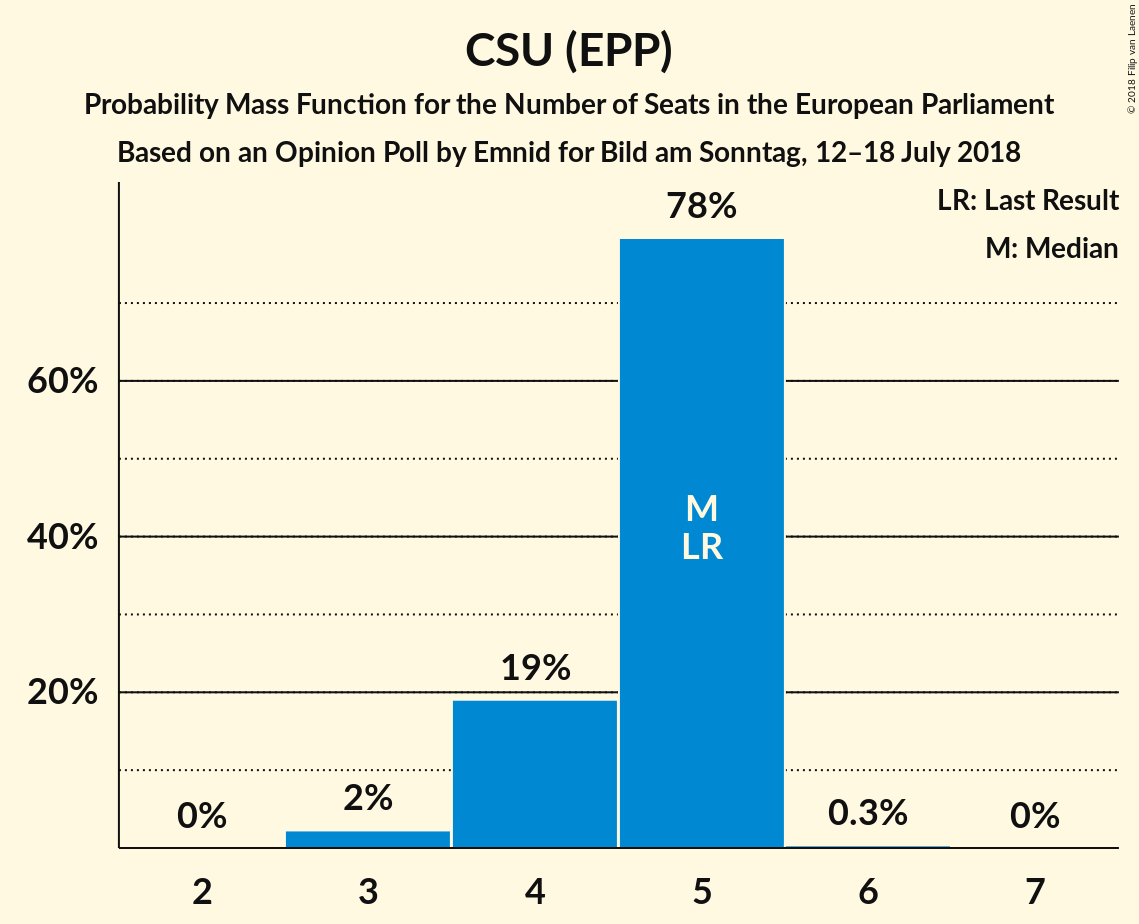 CSU (EPP)
Probability Mass Function for the Number of Seats in the European Parliament
Based on an Opinion Poll by Emnid for Bild am Sonntag, 12–18 July 2018
© 2018 Filip van Laenen
LR: Last Result
M: Median
78%
60%
M
40%
LR
19%
20%
2%
0%
0.3%
0%
2 3 4 5 6 7